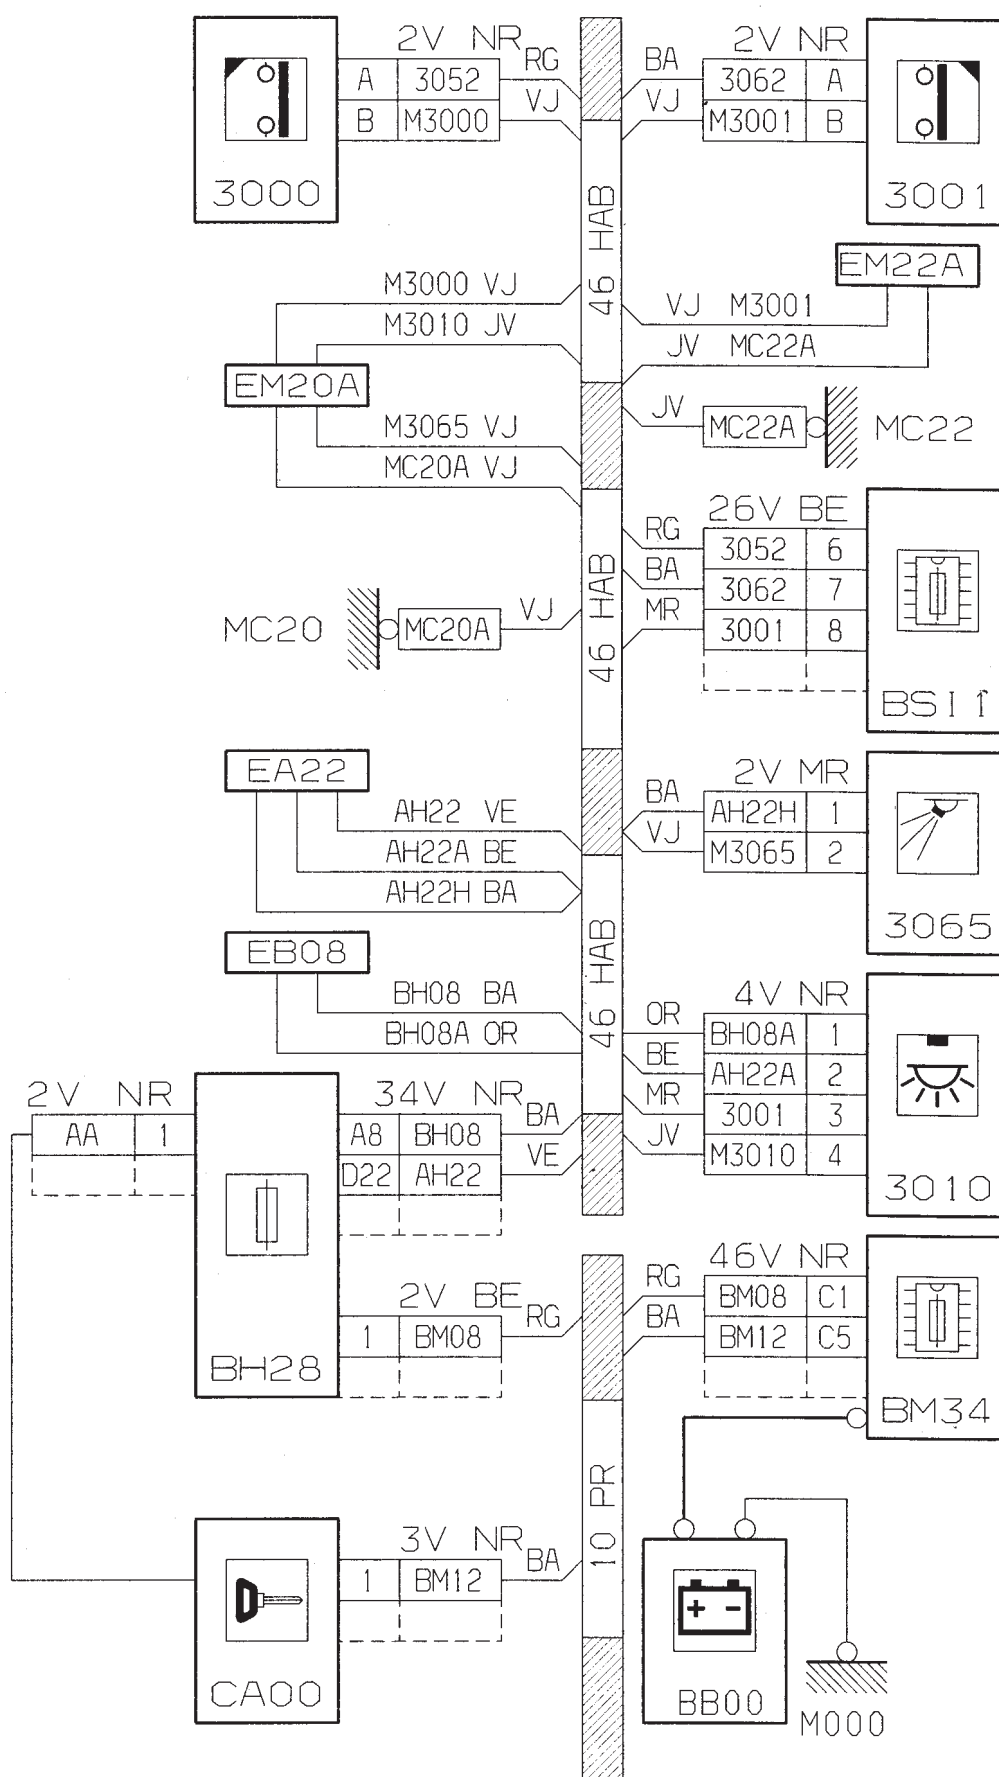 2V NR
RG
A 3052
VJ
B M3000
3000
BA
2V NR
3062 A
VJ
M3001 B
3001
46 HAB
EM22A
M3000 VJ
M3010 JV
VJ M3001
JV MC22A
EM20A
M3065 VJ
MC20A VJ
JV
MC22A
MC22
26V BE
RG
3052 6
BA
3062 7
MR
3001 8
BSI1
46 HAB
MC20
MC20A
VJ
EA22
AH22 VE
AH22A BE
AH22H BA
2V MR
BA
AH22H 1
VJ
M3065 2
3065
EB08
BH08 BA
BH08A OR
46 HAB
4V NR
OR
BH08A 1
BE
AH22A 2
MR
3001 3
JV
M3010 4
3010
2V NR
AA 1
34V NR
BA
A8 BH08
VE
D22 AH22
2V BE
RG
1 BM08
BH28
46V NR
RG
BM08 C1
BA
BM12 C5
BM34
10 PR
3V NR
BA
1 BM12
CA00
+ -
BB00
M000